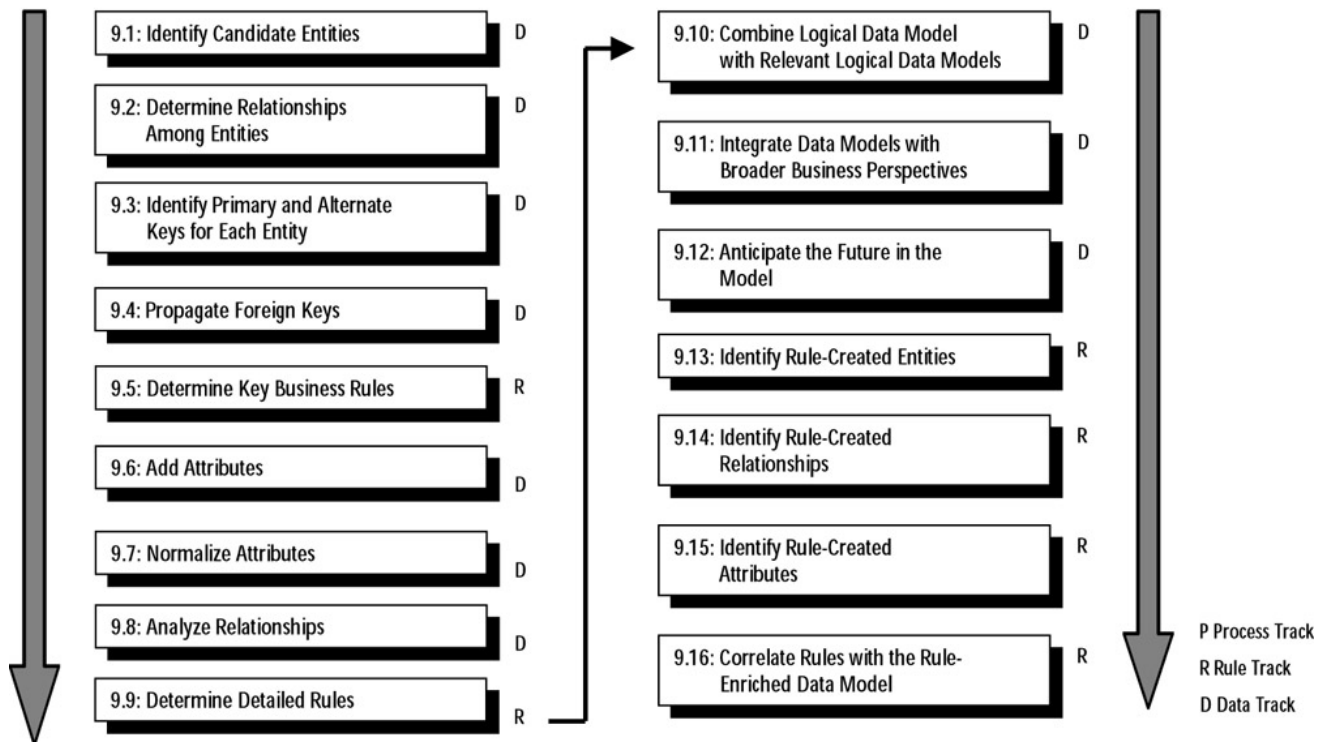 9.1: Identify Candidate Entities
D
9.2: Determine Relationships
Among Entities
D
9.3: Identify Primary and Alternate
Keys for Each Entity
D
9.4: Propagate Foreign Keys
D
9.5: Determine Key Business Rules
R
9.6: Add Attributes
D
9.7: Normalize Attributes
D
9.8: Analyze Relationships
D
9.9: Determine Detailed Rules
R
9.10: Combine Logical Data Model
with Relevant Logical Data Models
D
9.11: Integrate Data Models with
Broader Business Perspectives
D
9.12: Anticipate the Future in the
Model
D
9.13: Identify Rule-Created Entities
R
9.14: Identify Rule-Created
Relationships
R
9.15: Identify Rule-Created
Attributes
R
9.16: Correlate Rules with the Rule-
Enriched Data Model
R
P Process Track
R Rule Track
D Data Track